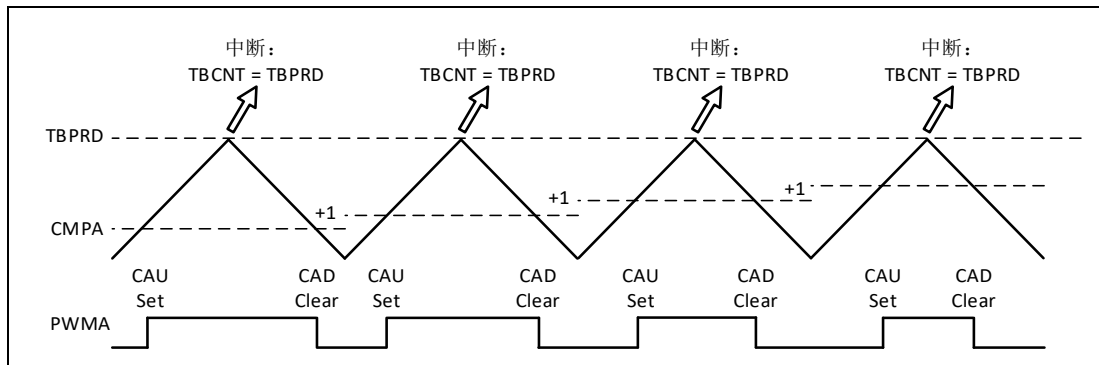 中断： 中断： 中断： 中断：
TBCNT = TBPRD TBCNT = TBPRD TBCNT = TBPRD TBCNT = TBPRD
TBPRD
+1
+1
+1
CMPA
CAU CAD CAU CAD CAU CAD CAU CAD
Set Clear Set Clear Set Clear Set Clear
PWMA